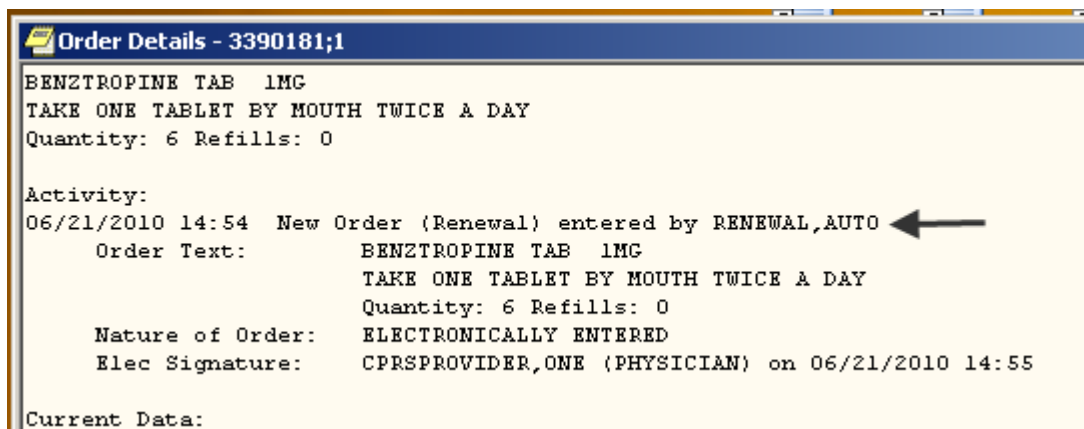 Order Details - 3390181;1
BENZTROPINE TAB 1MG
TAKE ONE TABLET BY MOUTH TWICE A DAY
Quantity: 6 Refills: 0
Activity:
06/21/2010 14:54 New Order (Renewal) entered by RENEWAL,AUTO
Order Text: BENZTROPINE TAB 1MG
TAKE ONE TABLET BY MOUTH TWICE A DAY
Quantity: 6 Refills: 0
Nature of Order: ELECTRONICALLY ENTERED
Elec Signature: CPRSPROVIDER,ONE (PHYSICIAN) on 06/21/2010 14:55
Current Data: